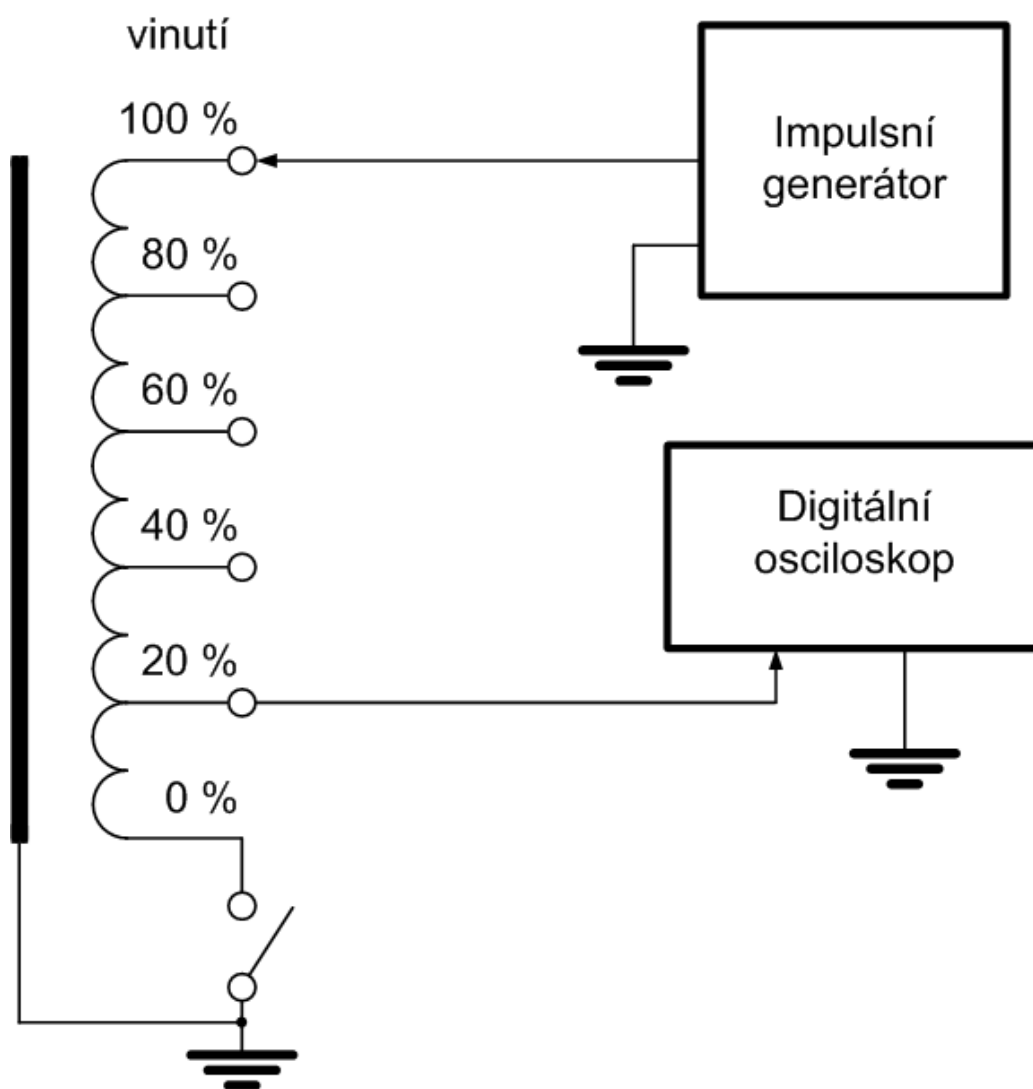 vinutí
100 %
80 %
60 %
40 %
20 %
0 %
Impulsní
generátor
Digitální
osciloskop